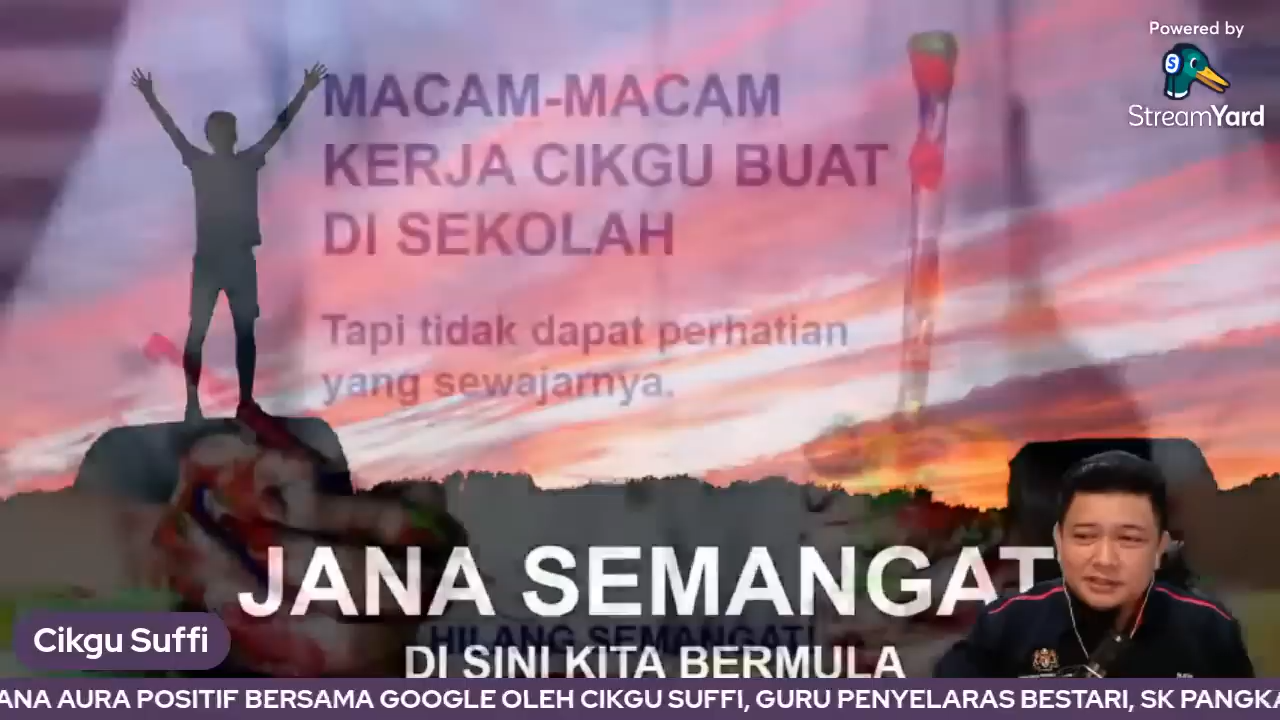 Powered by
StreamYard
MACAM-MACAM
KERJA CIKGU BUAT
DI SEKOLAH
Tapi tidak dapat perhatian
yang sewajarnya.
JANA SEMANGAT
HILANG SEMANGAT!
DI SINI KITA BERMULA
Cikgu Suffi
ANA AURA POSITIF BERSAMA GOOGLE OLEH CIKGU SUFFI, GURU PENYELARAS BESTARI, SK PANGKA